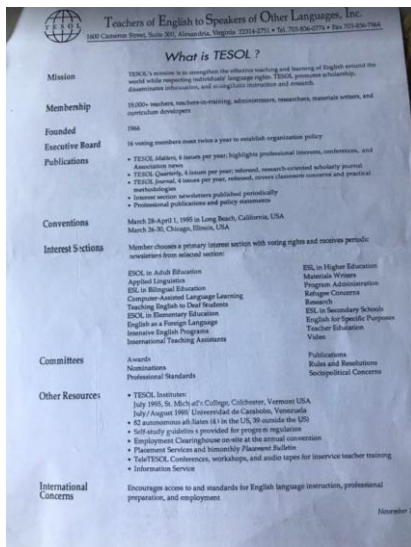 TESOL
Teachers of English to Speakers of Other Languages, Inc.
1600 Cameron Street, Suite 300, Alexandria, Virginia 22314-2751 • Tel. 703-836-0774 • Fax 703-836-7864
What is TESOL ?
Mission
TESOL's mission is to strengthen the effective teaching and learning of English around the
world while respecting individuals' language rights. TESOL promotes scholarship,
disseminates information, and strengthens instruction and research.
Membership
18,000+ teachers, teachers-in-training, administrators, researchers, materials writers, and
curriculum developers
Founded
1966
Executive Board
16 voting members meet twice a year to establish organization policy
Publications
• TESOL Matters, 6 issues per year; highlights professional interests, conferences, and
Association news
• TESOL Quarterly, 4 issues per year; refereed, research-oriented scholarly journal
• TESOL Journal, 4 issues per year, refereed, covers classroom concerns and practical
methodologies
• Interest section newsletters published periodically
• Professional publications and policy statements
Conventions
March 28-April 1, 1995 in Long Beach, California, USA
March 26-30, Chicago, Illinois, USA
Interest Sections
Member chooses a primary interest section with voting rights and receives periodic
newsletters from selected section:
ESOL in Adult Education
Applied Linguistics
ESL in Bilingual Education
Computer-Assisted Language Learning
Teaching English to Deaf Students
ESOL in Elementary Education
English as a Foreign Language
Intensive English Programs
International Teaching Assistants
ESL in Higher Education
Materials Writers
Program Administration
Refugee Concerns
Research
ESL in Secondary Schools
English for Specific Purposes
Teacher Education
Video
Committees
Awards
Nominations
Professional Standards
Publications
Rules and Resolutions
Sociopolitical Concerns
Other Resources
• TESOL Institutes:
July 1995, St. Michael's College, Colchester, Vermont USA
July/August 1995 Universidad de Carabobo, Venezuela
• 82 autonomous affiliates (43 in the US, 39 outside the US)
• Self-study guidelines provided for program regulation
• Employment Clearinghouse on-site at the annual convention
• Placement Services and bimonthly Placement Bulletin
• TeleTESOL Conferences, workshops, and audio tapes for inservice teacher training
• Information Service
International
Concerns
Encourages access to and standards for English language instruction, professional
preparation, and employment
November